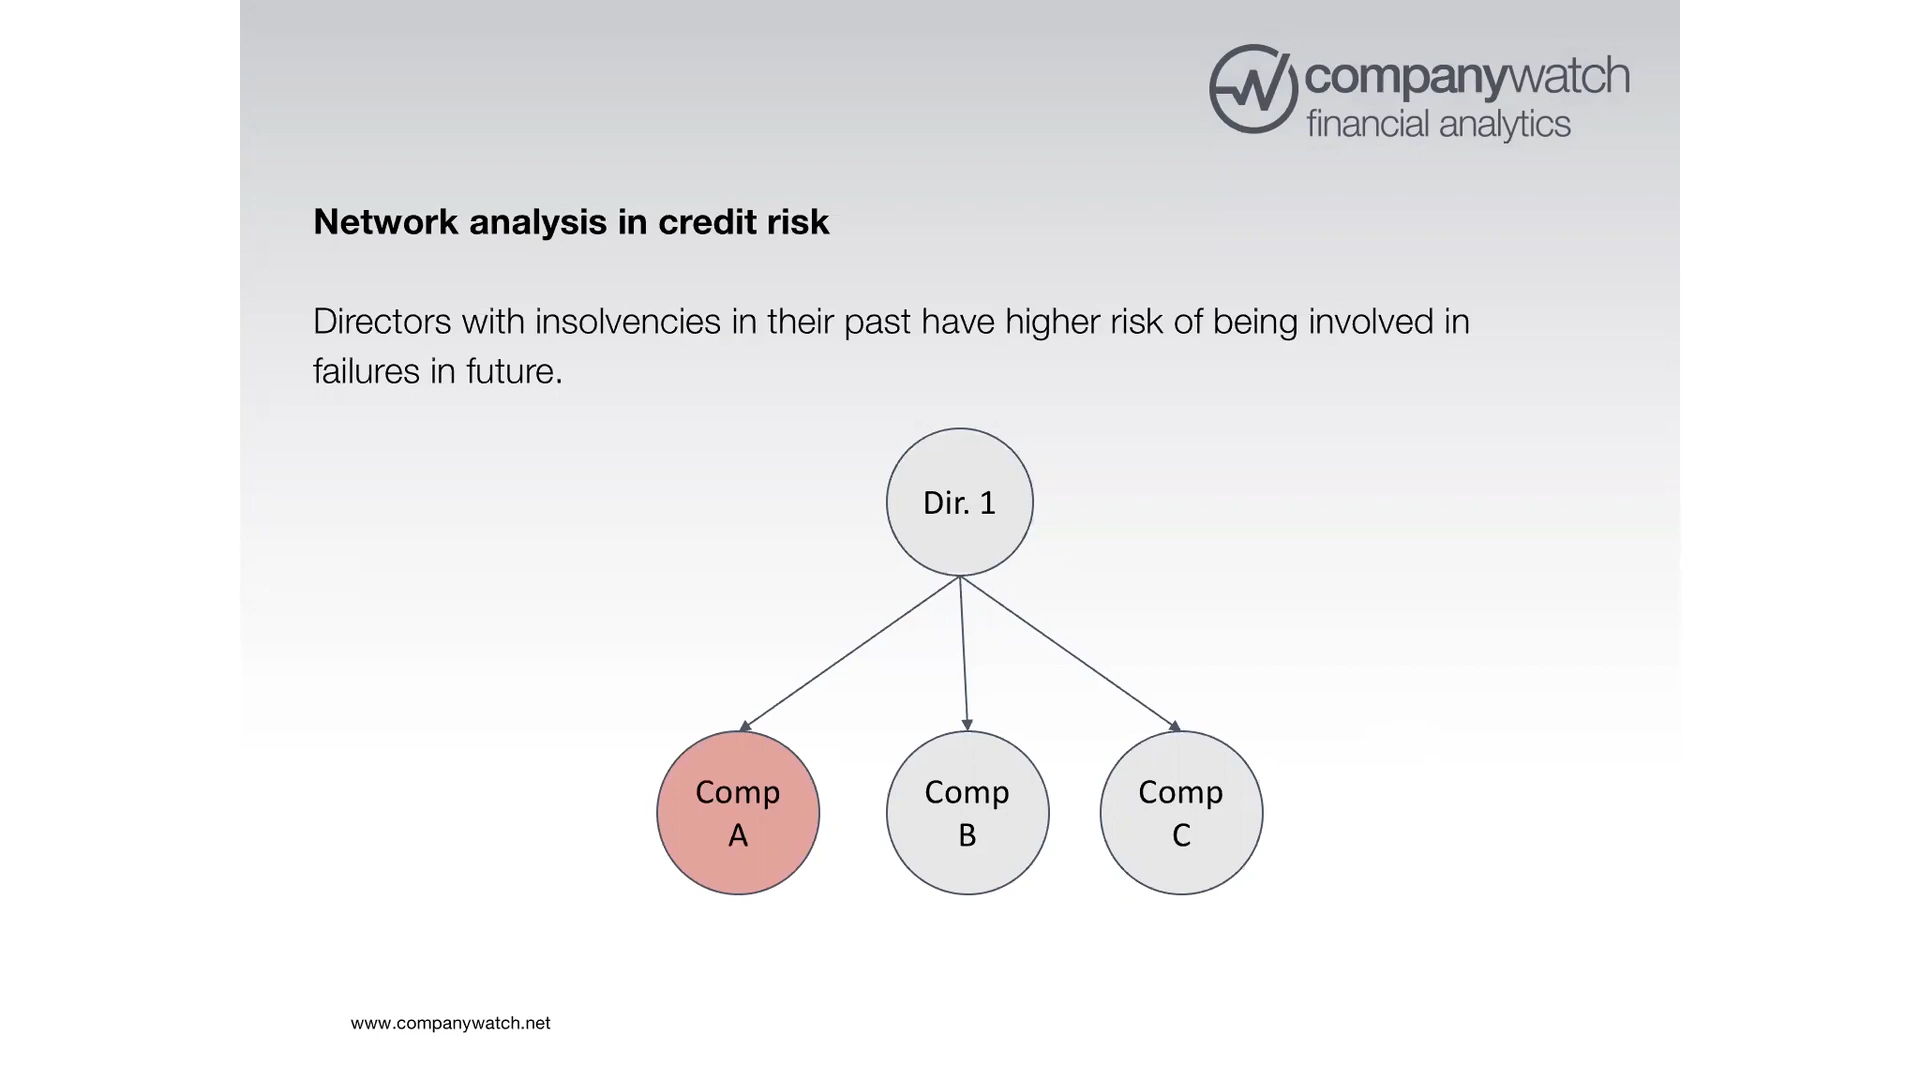 companywatch
financial analytics
Network analysis in credit risk
Directors with insolvencies in their past have higher risk of being involved in
failures in future.
Dir. 1
Comp
A
Comp
B
Comp
C
www.companywatch.net